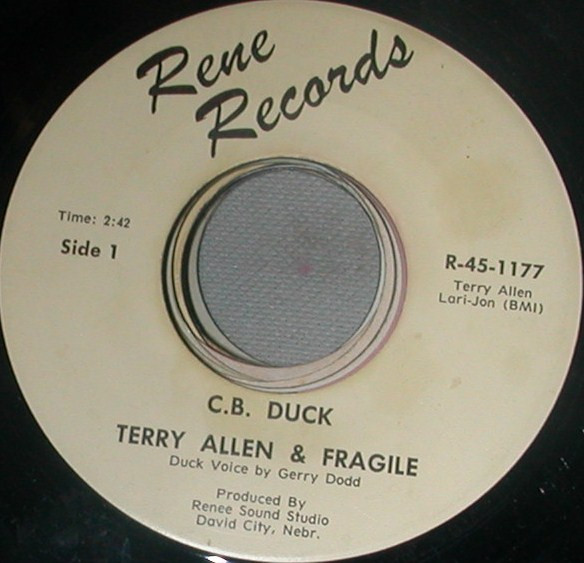 Rene
Records
Time: 2:42
Side 1
R-45-1177
Terry Allen
Lari-Jon (BMI)
C.B. DUCK
TERRY ALLEN & FRAGILE
Duck Voice by Gerry Dodd
Produced By
Renee Sound Studio
David City, Nebr.